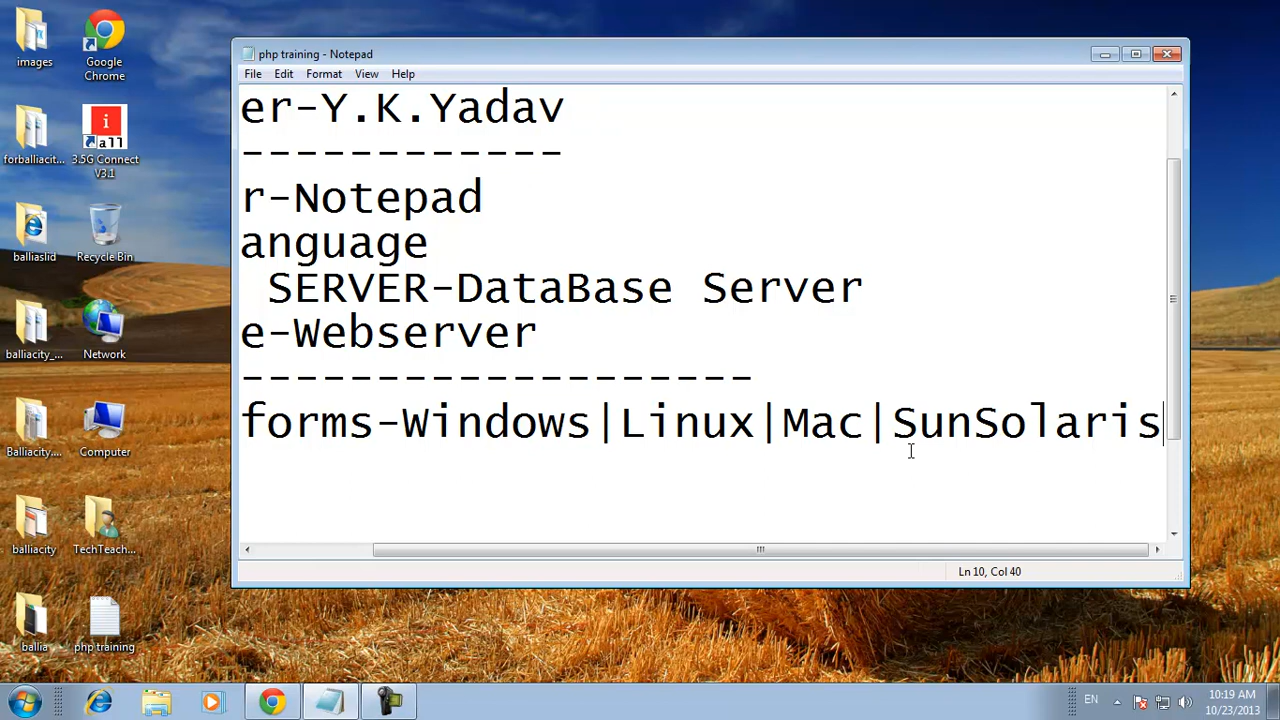 images
Google
Chrome
forballiacit...
3.5G Connect
V3.1
i
all
balliaslid
Recycle Bin
balliacity_...
Network
Balliacity....
Computer
balliacity
TechTeach...
ballia
php training
php training - Notepad
File Edit Format View Help
er-Y.K.Yadav
------------
r-Notepad
anguage
SERVER-DataBase Server
e-Webserver
-------------------
forms-Windows|Linux|Mac|SunSolaris
Ln 10, Col 40
EN
10:19 AM
10/23/2013